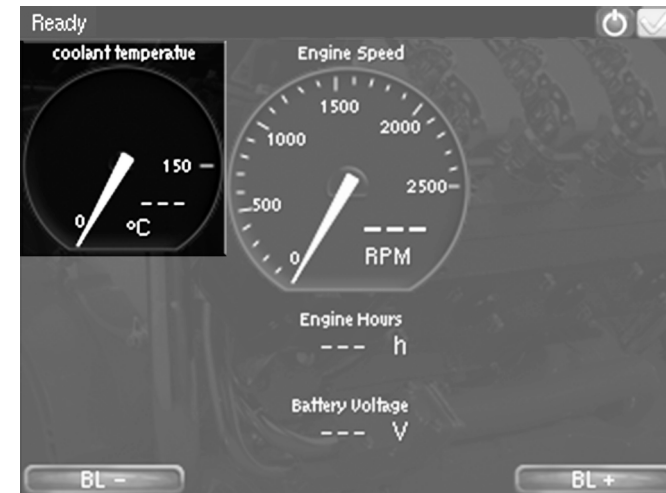 Ready
coolant temperatue
150
0
---
°C
Engine Speed
1500
1000
2000
500
2500
0
---
RPM
Engine Hours
--- h
Battery Voltage
--- V
BL -
BL +